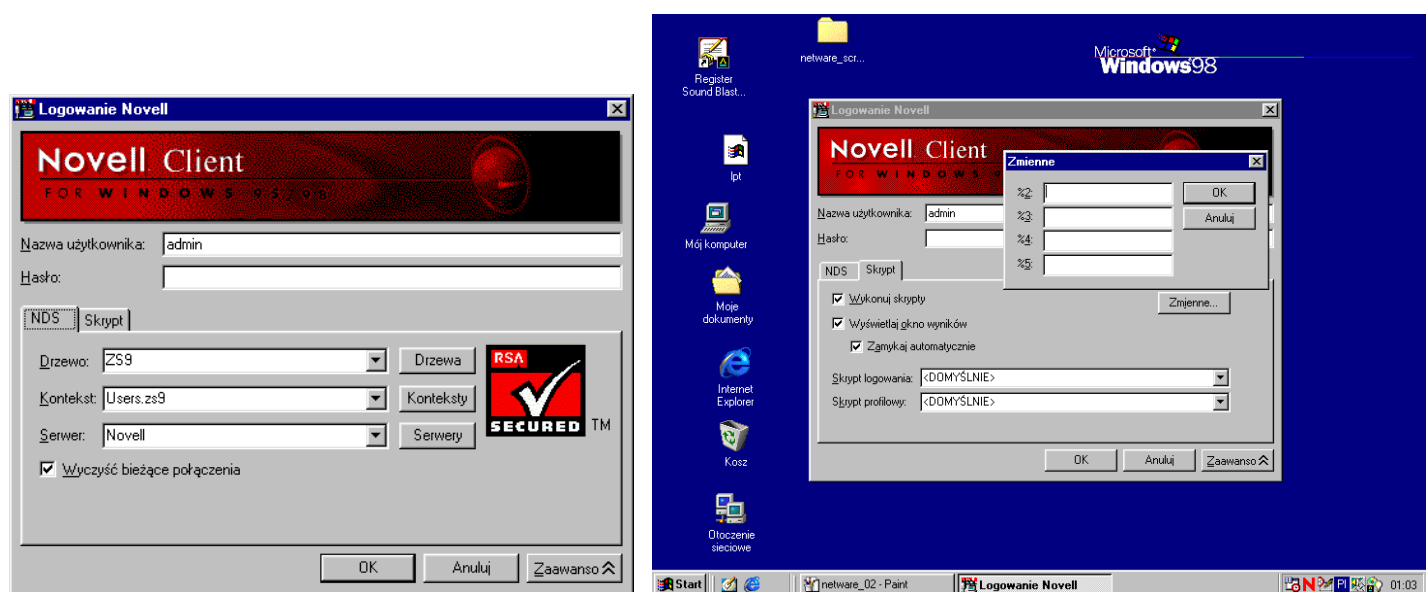 Logowanie Novell
Novell Client
FOR WINDOWS 95/98
Nazwa użytkownika: admin
Hasło:
NDS Skrypt
Drzewo: ZS9 Drzewa
Kontekst: Users.zs9 Konteksty
Serwer: Novell Serwery
RSA
SECURED TM
Wyczyść bieżące połączenia
OK Anuluj Zaawanso
Register
Sound Blast...
netware_scr...
Microsoft
Windows98
lpt
Mój komputer
Moje
dokumenty
Internet
Explorer
Kosz
Otoczenie
sieciowe
Logowanie Novell
Novell Client
FOR WIND O W S
Nazwa użytkownika: admin
Hasło:
NDS Skrypt
Wykonuj skrypty
Zmienne...
Wyświetlaj okno wyników
Zamykaj automatycznie
Skrypt logowania: <DOMYŚLNIE>
Skrypt profilowy: <DOMYŚLNIE>
OK Anuluj Zaawanso
Zmienne
%2: OK
%3: Anuluj
%4:
%5:
Start netware_02 - Paint Logowanie Novell N Pl 01:03